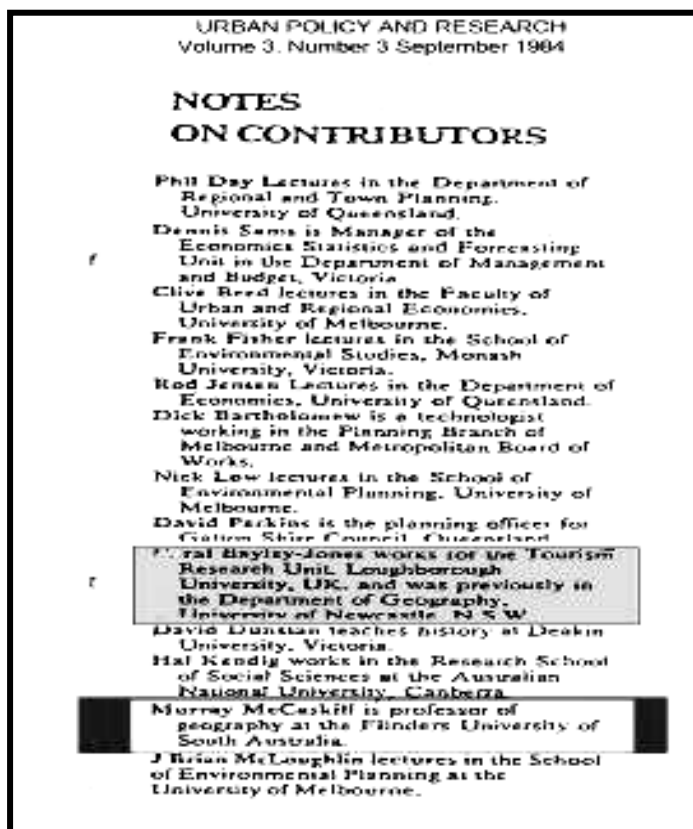 URBAN POLICY AND RESEARCH
Volume 3. Number 3 September 1984
NOTES
ON CONTRIBUTORS
Phil Day Lectures in the Department of
Regional and Town Planning.
University of Queensland.
Dennis Sams is Manager of the
Economics Statistics and Forecasting
Unit in the Department of Management
and Budget, Victoria
Clive Reed lectures in the Faculty of
Urban and Regional Economics,
University of Melbourne.
Frank Fisher lectures in the School of
Environmental Studies, Monash
University, Victoria.
Rod Jensen Lectures in the Department of
Economics, University of Queensland.
Dick Bartholomew is a technologist
working in the Planning Branch of
Melbourne and Metropolitan Board of
Works.
Nick Low lectures in the School of
Environmental Planning, University of
Melbourne.
David Perkins is the planning officer for
Shire Council, Queensland
Bayley-Jones works for the Tourism
Research Unit, Loughborough
University, UK, and was previously in
the Department of Geography,
University of Newcastle, N.S.W
David Dunstan teaches history at Deakin
University, Victoria.
Hal Kendig works in the Research School
of Social Sciences at the Australian
National University, Canberra
Murray McCaskill is professor of
geography at the Flinders University of
South Australia.
J Brian McLoughlin lectures in the School
of Environmental Planning at the
University of Melbourne.